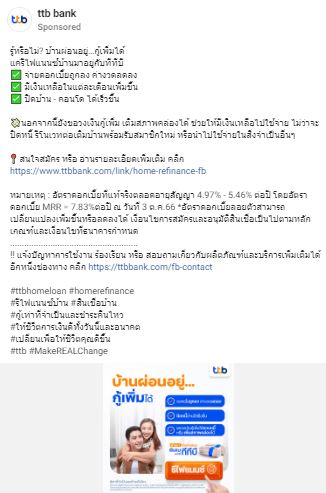 ttb bank
Sponsored
รู้หรือไม่? บ้านผ่อนอยู่...กู้เพิ่มได้
แค่รีไฟแนนซ์บ้านมาอยู่กับทีทีบี
✅ จ่ายดอกเบี้ยถูกลง ค่างวดลดลง
✅ มีเงินเหลือในแต่ละเดือนเพิ่มขึ้น
✅ ปิดบ้าน - คอนโด ได้เร็วขึ้น
นอกจากนี้ยังขอวงเงินกู้เพิ่ม เติมสภาพคล่องได้ ช่วยให้มีเงินเหลือไปใช้จ่าย ไม่ว่าจะ
ปิดหนี้ รีโนเวทต่อเติมบ้านพร้อมรับสมาชิกใหม่ หรือนำไปใช้จ่ายในสิ่งจำเป็นอื่นๆ
📍 สนใจสมัคร หรือ อ่านรายละเอียดเพิ่มเติม คลิก
https://www.ttbbank.com/link/home-refinance-fb
หมายเหตุ : อัตราดอกเบี้ยที่แท้จริงตลอดอายุสัญญา 4.97% - 5.46% ต่อปี โดยอัตรา
ดอกเบี้ย MRR = 7.83%ต่อปี ณ วันที่ 3 ต.ค.66 *อัตราดอกเบี้ยลอยตัวสามารถ
เปลี่ยนแปลงเพิ่มขึ้นหรือลดลงได้ เงื่อนไขการสมัครและอนุมัติสินเชื่อเป็นไปตามหลัก
เกณฑ์และเงื่อนไขที่ธนาคารกำหนด
!! แจ้งปัญหาการใช้งาน ร้องเรียน หรือ สอบถามเกี่ยวกับผลิตภัณฑ์และบริการเพิ่มเติมได้
อีกหนึ่งช่องทาง คลิก https://ttbbank.com/fb-contact
#ttbhomeloan #homerefinance
#รีไฟแนนซ์บ้าน #สินเชื่อบ้าน
#กู้เท่าที่จำเป็นและชำระคืนไหว
#ให้ชีวิตการเงินดีทั้งวันนี้และอนาคต
#เปลี่ยนเพื่อให้ชีวิตคุณดีขึ้น
#ttb #MakeREALChange
ttb
บ้านผ่อนอยู่...
กู้เพิ่มได้
รีไฟแนนซ์